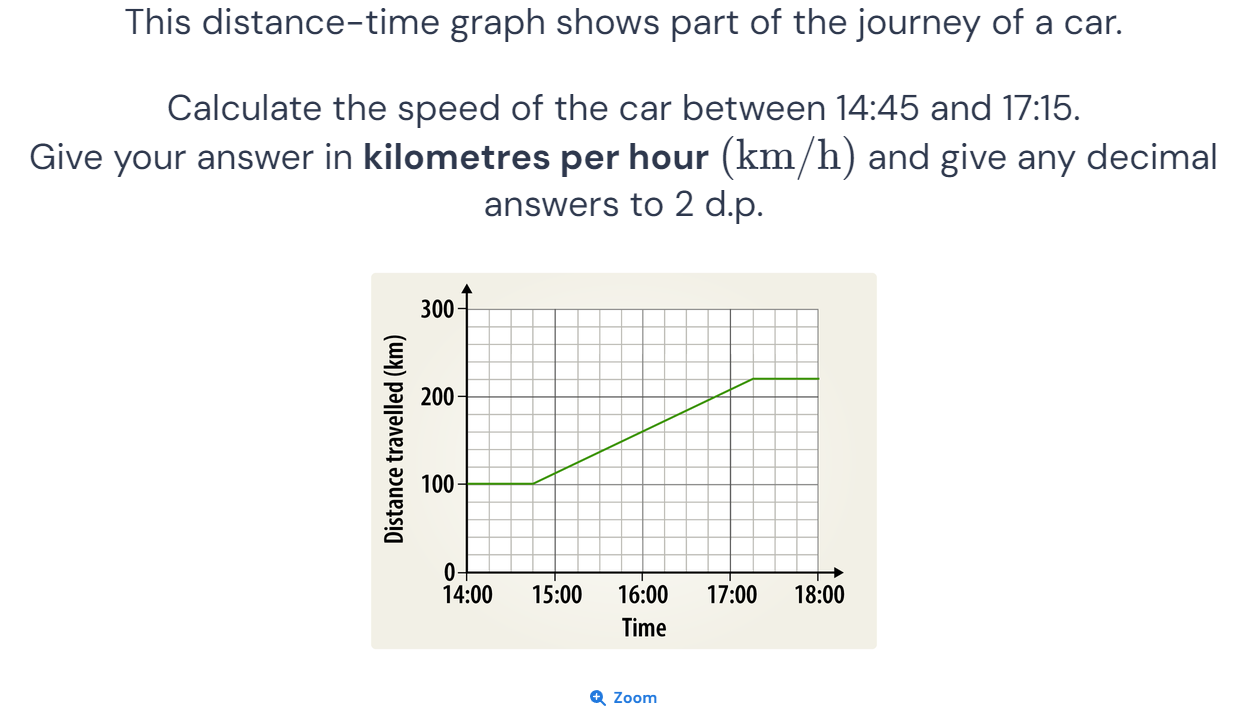 This distance-time graph shows part of the journey of a car.
Calculate the speed of the car between 14:45 and 17:15.
Give your answer in kilometres per hour (km/h) and give any decimal
answers to 2 d.p.
300
200
100
0
Distance travelled (km)
14:00 15:00 16:00 17:00 18:00
Time
Zoom